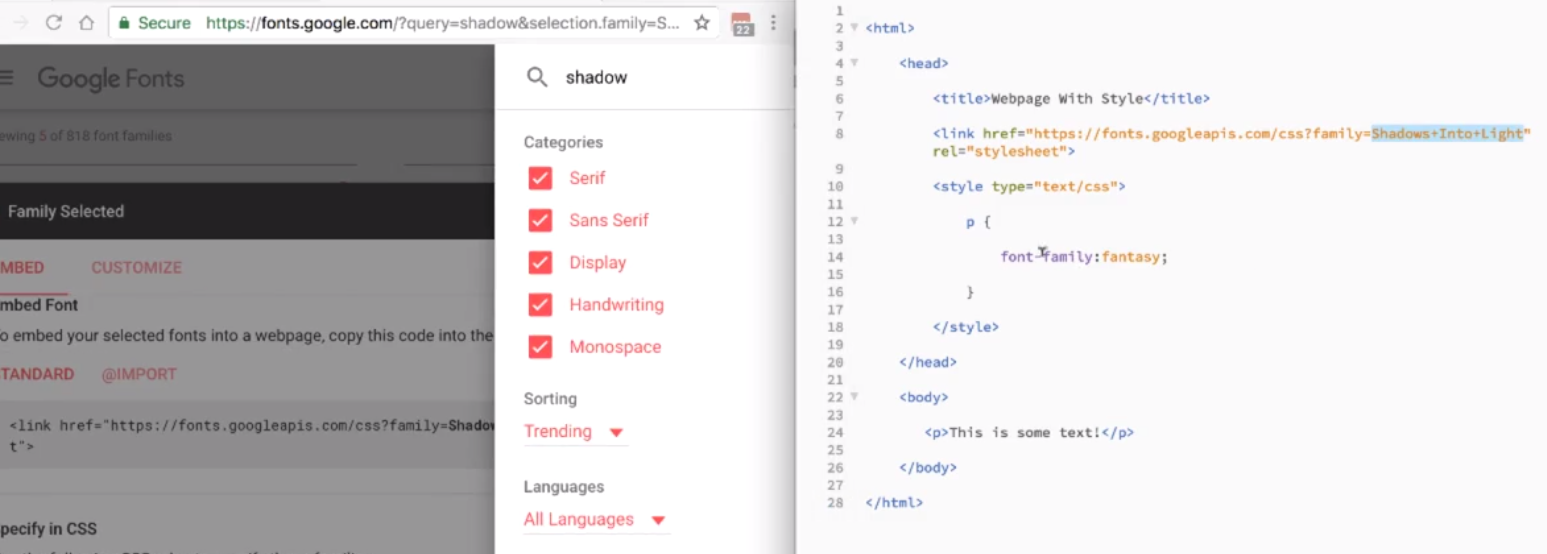 Secure https://fonts.google.com/?query=shadow&selection.family=S...
22
Google Fonts
ewing 5 of 818 font families
Family Selected
MBED CUSTOMIZE
mbed Font
o embed your selected fonts into a webpage, copy this code into the
TANDARD @IMPORT
<link href="https://fonts.googleapis.com/css?family=Shadow
t">
pecify in CSS
shadow
Categories
Serif
Sans Serif
Display
Handwriting
Monospace
Sorting
Trending
Languages
All Languages
1
2 <html>
3
4 <head>
5
6 <title>Webpage With Style</title>
7
8 <link href="https://fonts.googleapis.com/css?family=Shadows+Into+Light"
rel="stylesheet">
9
10 <style type="text/css">
11
12 p {
13
14 font-family:fantasy;
15
16 }
17
18 </style>
19
20 </head>
21
22 <body>
23
24 <p>This is some text!</p>
25
26 </body>
27
28 </html>